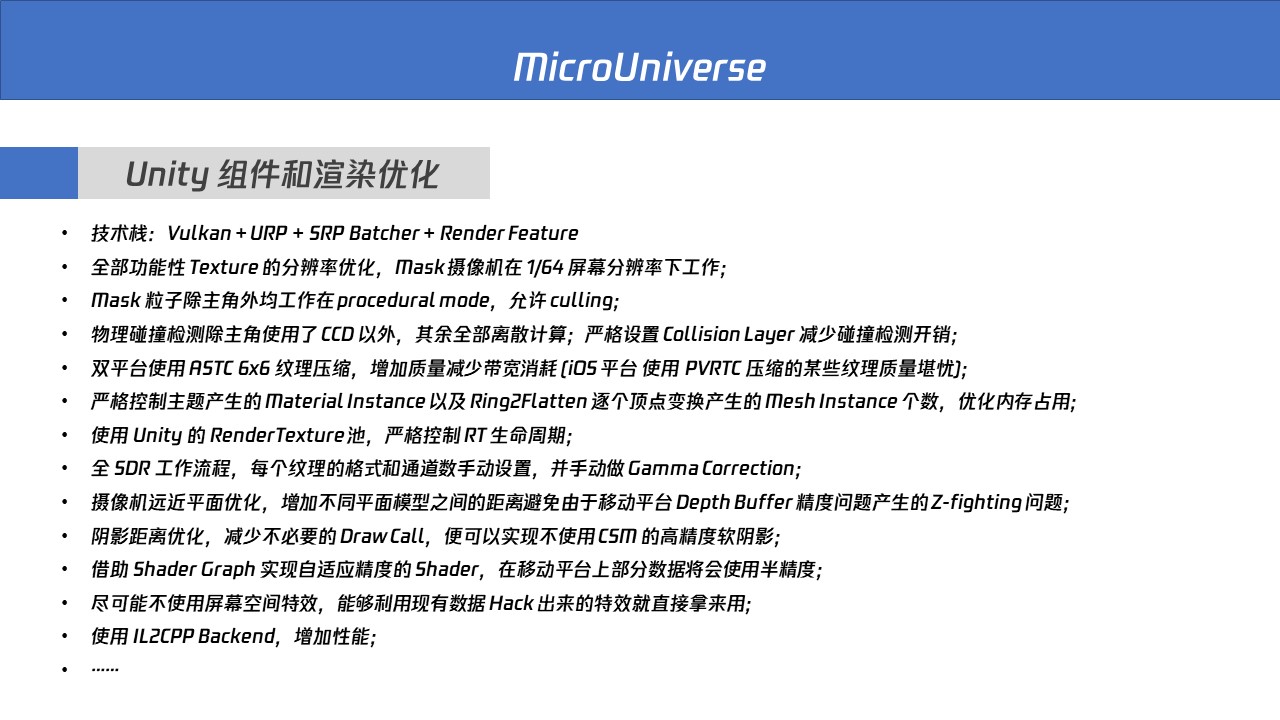 MicroUniverse
Unity 组件和渲染优化
• 技术栈：Vulkan + URP + SRP Batcher + Render Feature
• 全部功能性 Texture 的分辨率优化，Mask 摄像机在 1/64 屏幕分辨率下工作；
• Mask 粒子除主角外均工作在 procedural mode，允许 culling；
• 物理碰撞检测除主角使用了 CCD 以外，其余全部离散计算；严格设置 Collision Layer 减少碰撞检测开销；
• 双平台使用 ASTC 6x6 纹理压缩，增加质量减少带宽消耗 (iOS 平台 使用 PVRTC 压缩的某些纹理质量堪忧)；
• 严格控制主题产生的 Material Instance 以及 Ring2Flatten 逐个顶点变换产生的 Mesh Instance 个数，优化内存占用；
• 使用 Unity 的 RenderTexture 池，严格控制 RT 生命周期；
• 全 SDR 工作流程，每个纹理的格式和通道数手动设置，并手动做 Gamma Correction；
• 摄像机远近平面优化，增加不同平面模型之间的距离避免由于移动平台 Depth Buffer 精度问题产生的 Z-fighting 问题；
• 阴影距离优化，减少不必要的 Draw Call，便可以实现不使用 CSM 的高精度软阴影；
• 借助 Shader Graph 实现自适应精度的 Shader，在移动平台上部分数据将会使用半精度；
• 尽可能不使用屏幕空间特效，能够利用现有数据 Hack 出来的特效就直接拿来用；
• 使用 IL2CPP Backend，增加性能；
• ……